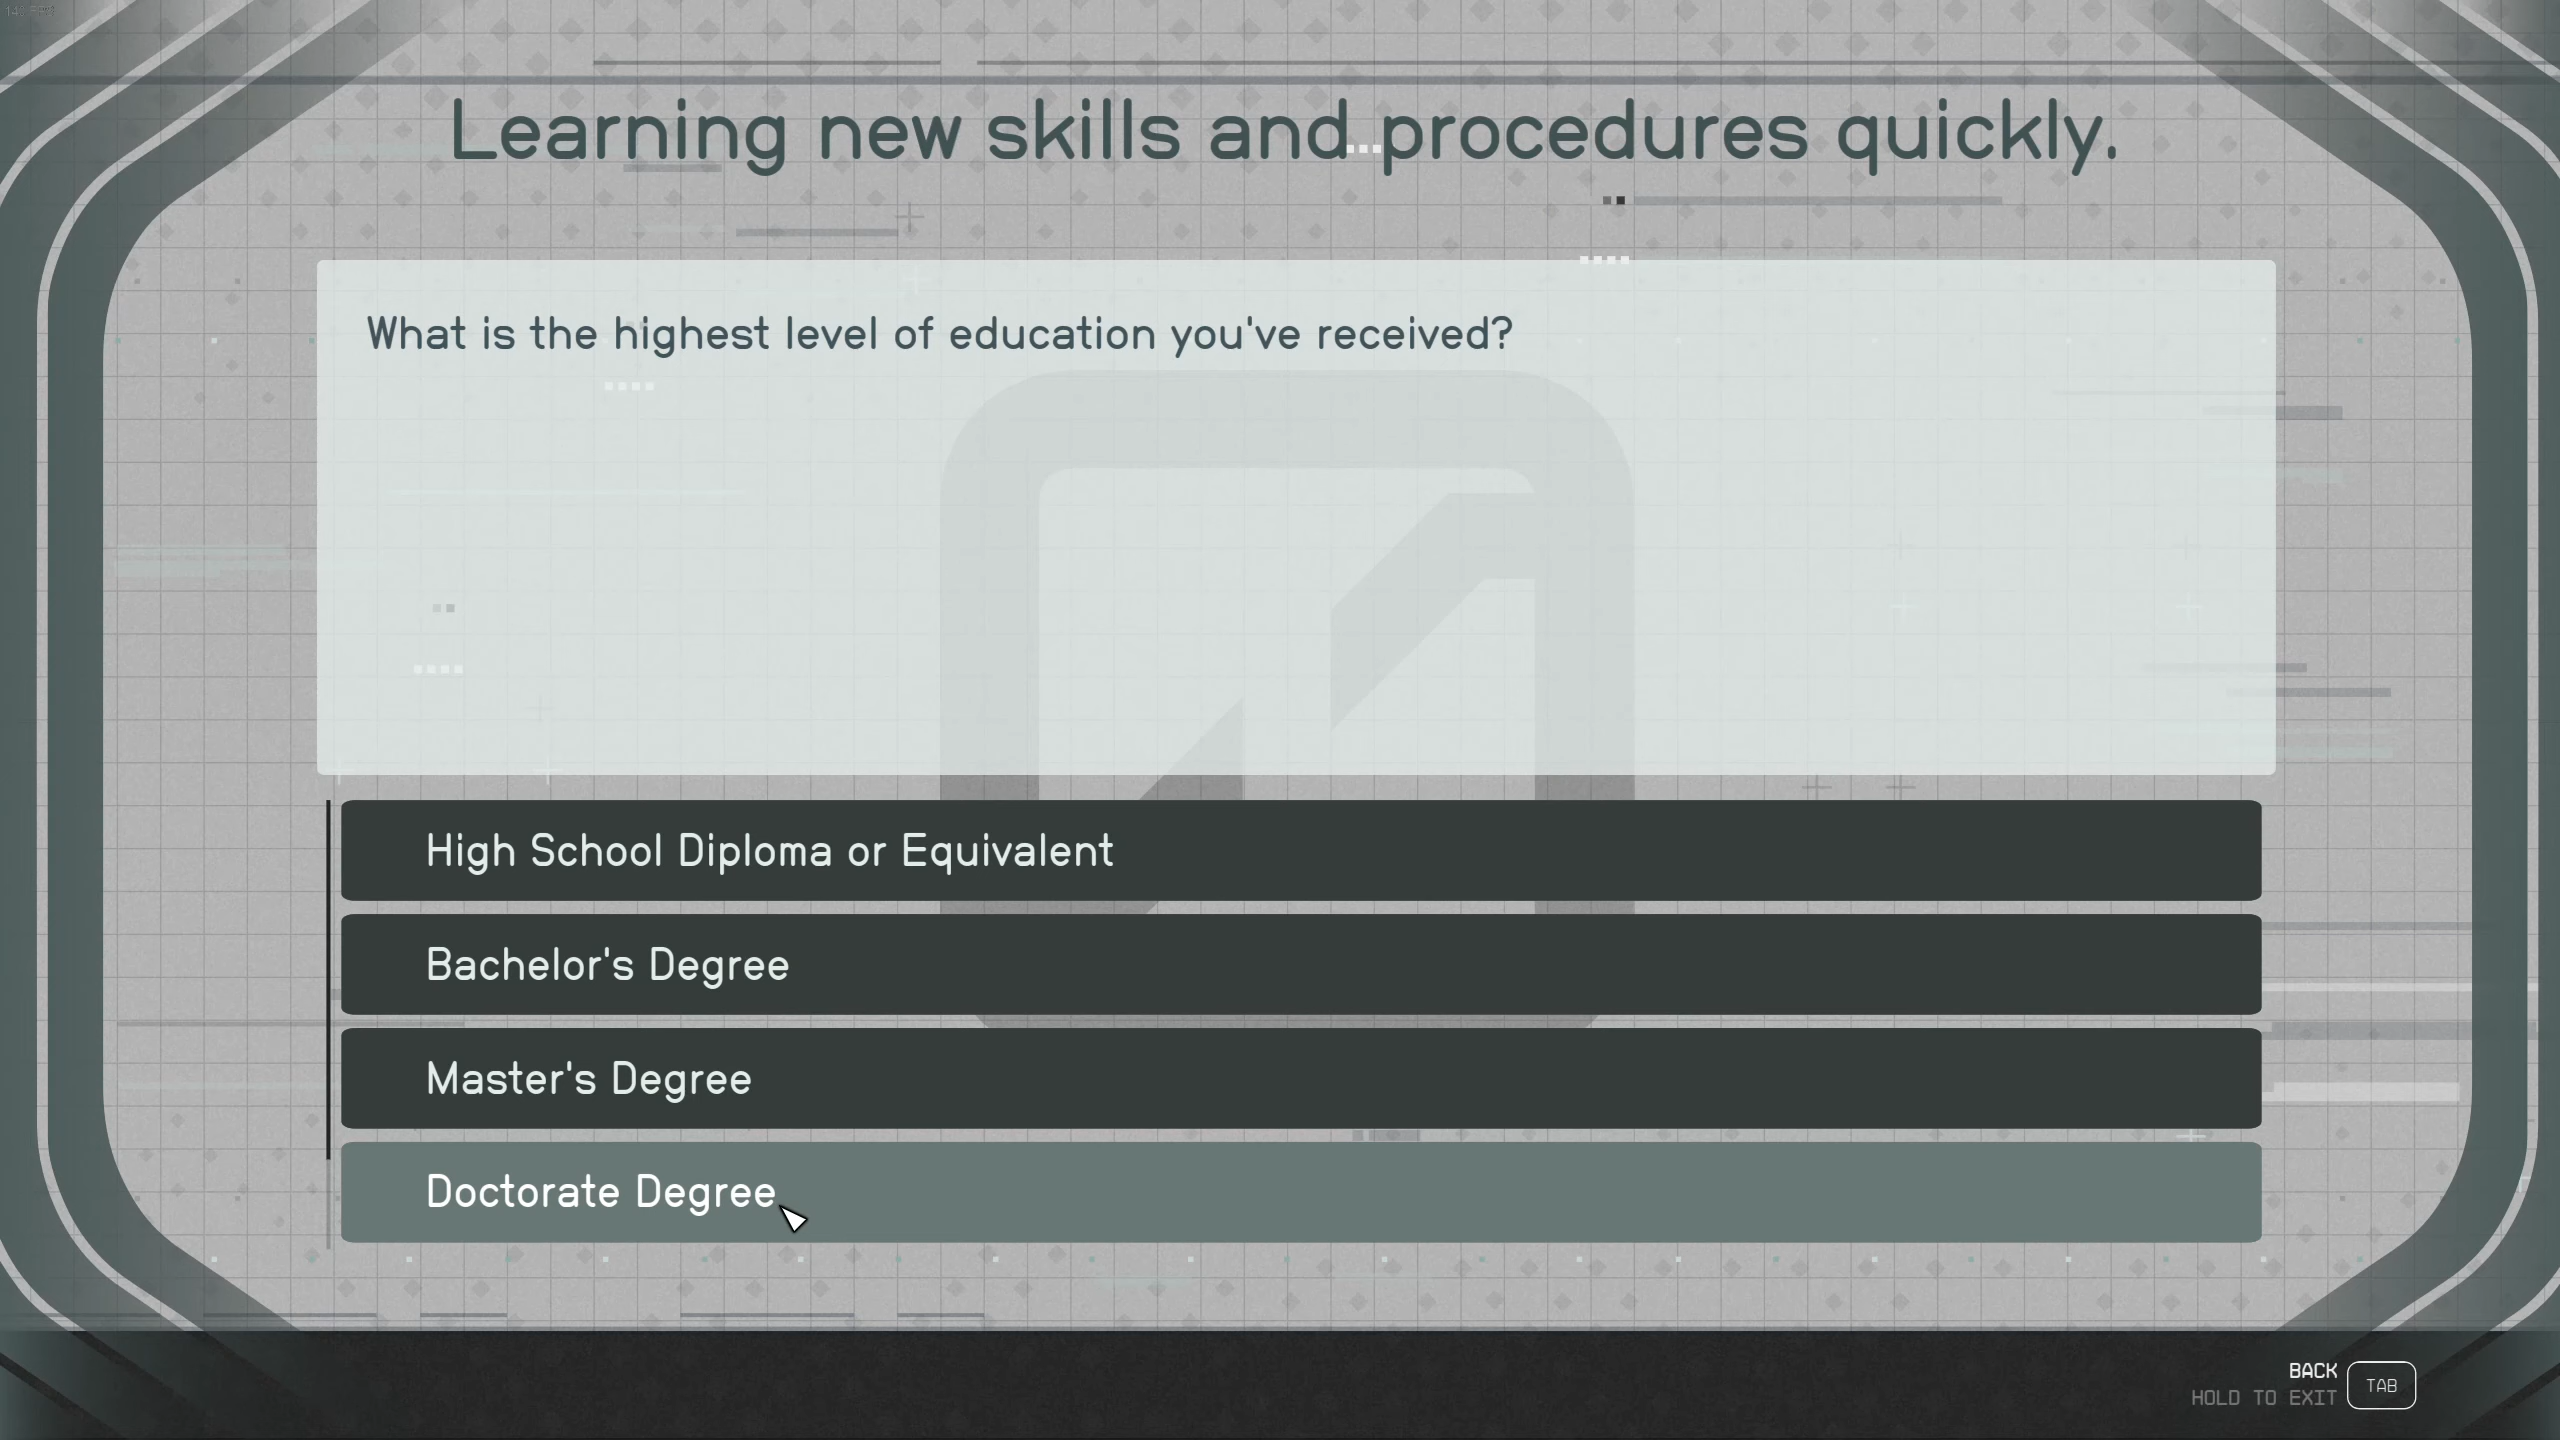 Learning new skills and procedures quickly.
What is the highest level of education you've received?
High School Diploma or Equivalent
Bachelor's Degree
Master's Degree
Doctorate Degree
BACK
HOLD TO EXIT
TAB